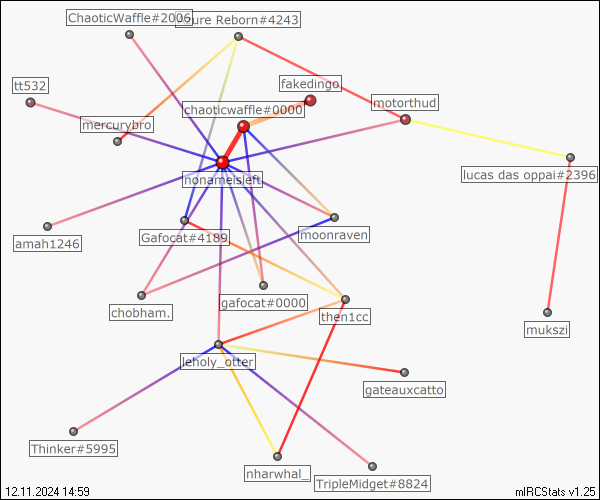 ChaoticWaffle#2006
zure Reborn#4243
tt532
fakedingo
chaoticwaffle#0000
motorthud
mercurybro
lucas das oppai#2396
nonameisleft
amah1246
Gafocat#4189
moonraven
chobham.
gafocat#0000
then1cc
mukszi
leholy_otter
gateauxcatto
Thinker#5995
nharwhal_
TripleMidget#8824
12.11.2024 14:59
mIRCStats v1.25